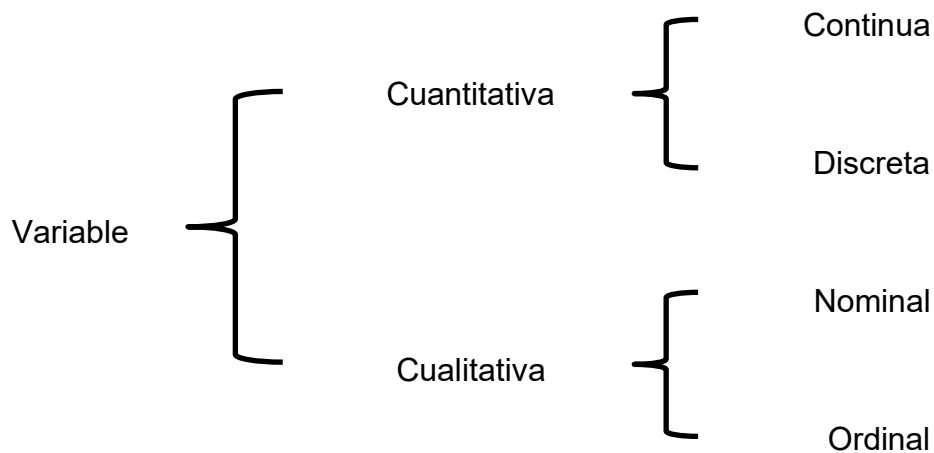 Variable
Cuantitativa
Continua
Discreta
Cualitativa
Nominal
Ordinal